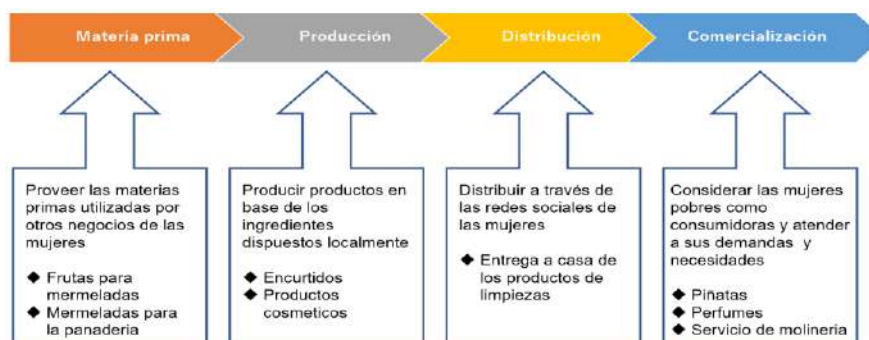 Materia prima
Producción
Distribución
Comercialización
Proveer las materias
primas utilizadas por
otros negocios de las
mujeres
◆ Frutas para
mermeladas
◆ Mermeladas para
la panaderia
Producir productos en
base de los
ingredientes
dispuestos localmente
◆ Encurtidos
◆ Productos
cosmeticos
Distribuir a través de
las redes sociales de
las mujeres
◆ Entrega a casa de
los productos de
limpiezas
Considerar las mujeres
pobres como
consumidoras y atender
a sus demandas y
necesidades
◆ Piñatas
◆ Perfumes
◆ Servicio de molineria